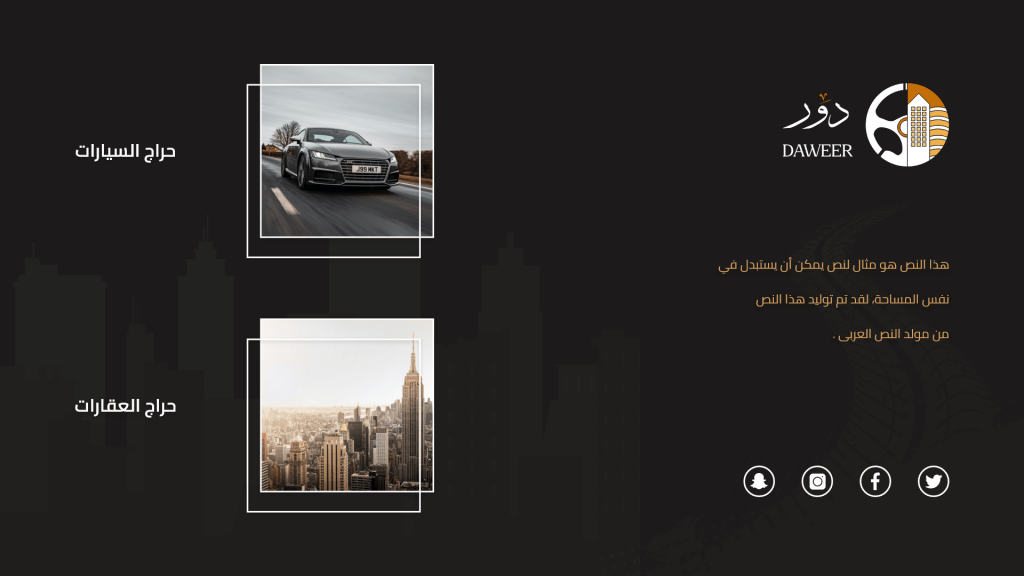 دوّر
DAWEER
هذا النص هو مثال لنص يمكن أن يستبدل في
نفس المساحة، لقد تم توليد هذا النص
من مولد النص العربى .
حراج السيارات
J99 MKT
حراج العقارات